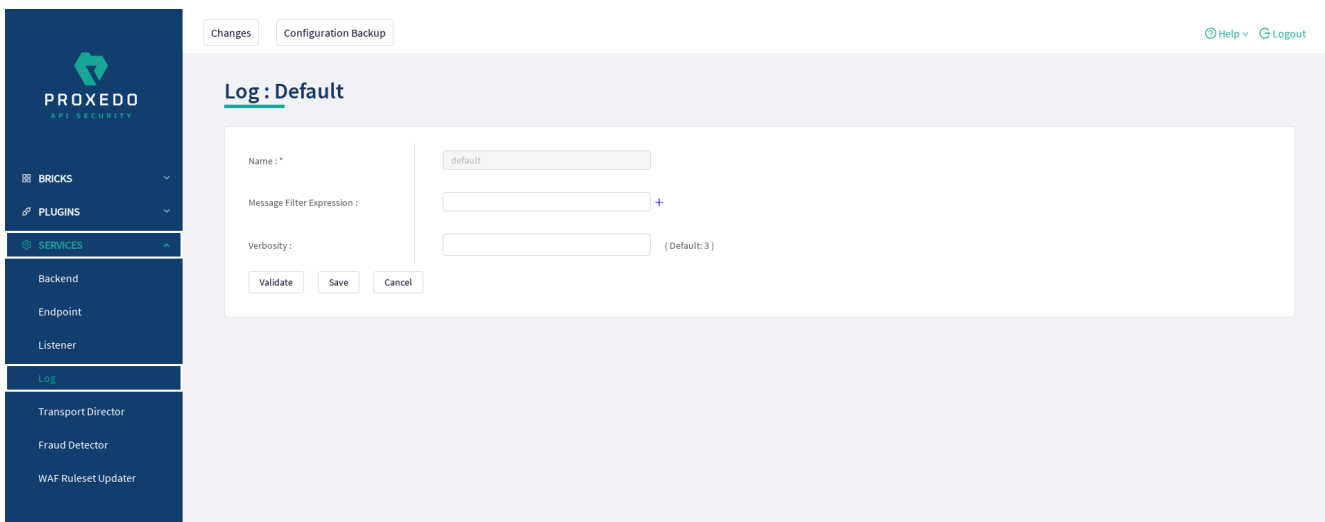 Changes
Configuration Backup
Help
Logout
PROXEDO
API SECURITY
BRICKS
PLUGINS
SERVICES
Backend
Endpoint
Listener
Log
Transport Director
Fraud Detector
WAF Ruleset Updater
Log : Default
Name : *
default
Message Filter Expression :
+
Verbosity :
( Default: 3 )
Validate
Save
Cancel